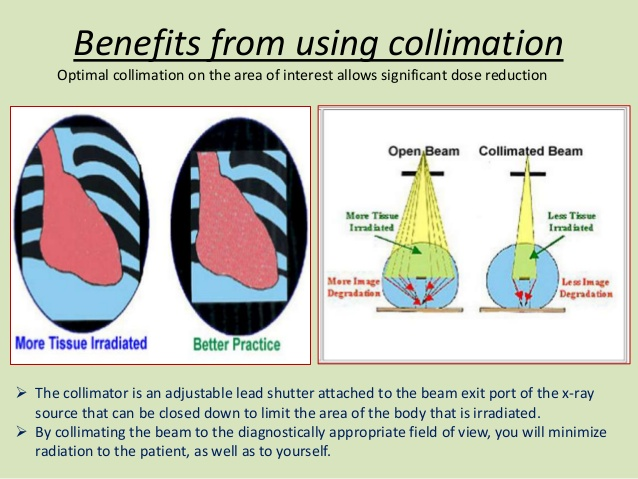 Benefits from using collimation
Optimal collimation on the area of interest allows significant dose reduction
More Tissue Irradiated
Better Practice
Open Beam
Collimated Beam
More Tissue
Irradiated
Less Tissue
Irradiated
More Image
Degradation
Less Image
Degradation
➢ The collimator is an adjustable lead shutter attached to the beam exit port of the x-ray
source that can be closed down to limit the area of the body that is irradiated.
➢ By collimating the beam to the diagnostically appropriate field of view, you will minimize
radiation to the patient, as well as to yourself.